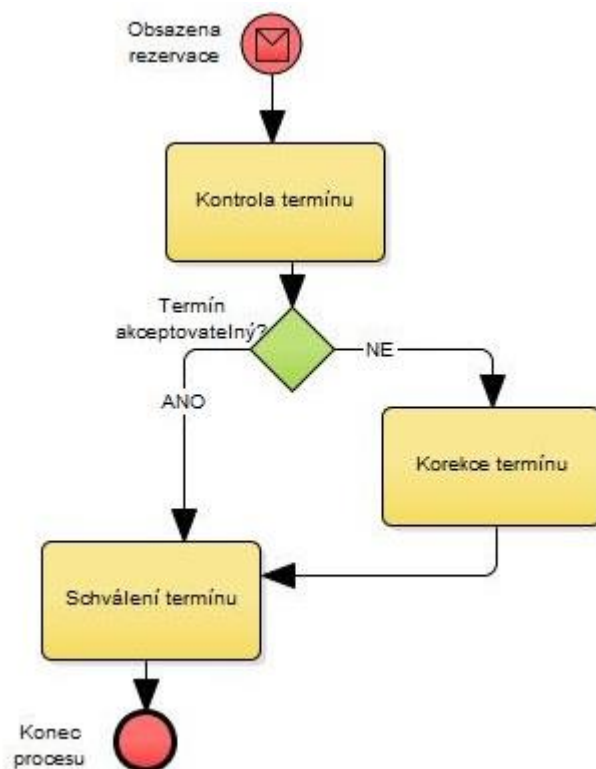 Obsazena
rezervace
Kontrola termínu
Termín
akceptovatelný?
NE
ANO
Korekce termínu
Schválení termínu
Konec
procesu